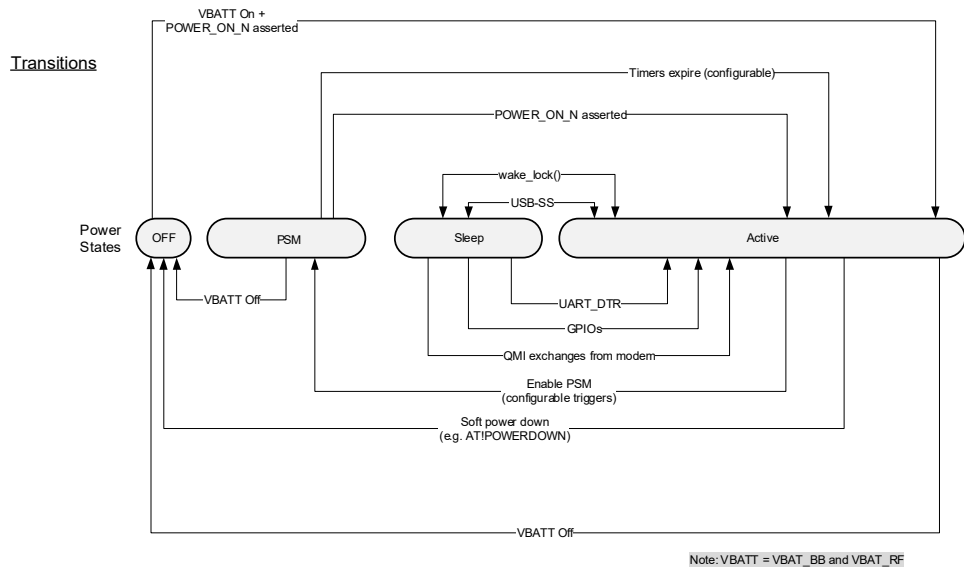 VBATT On +
POWER_ON_N asserted
Transitions
Timers expire (configurable)
POWER_ON_N asserted
wake_lock()
USB-SS
Power
States
OFF
PSM
Sleep
Active
VBATT Off
UART_DTR
GPIOs
QMI exchanges from modem
Enable PSM
(configurable triggers)
Soft power down
(e.g. AT!POWERDOWN)
VBATT Off
Note: VBATT = VBAT_BB and VBAT_RF